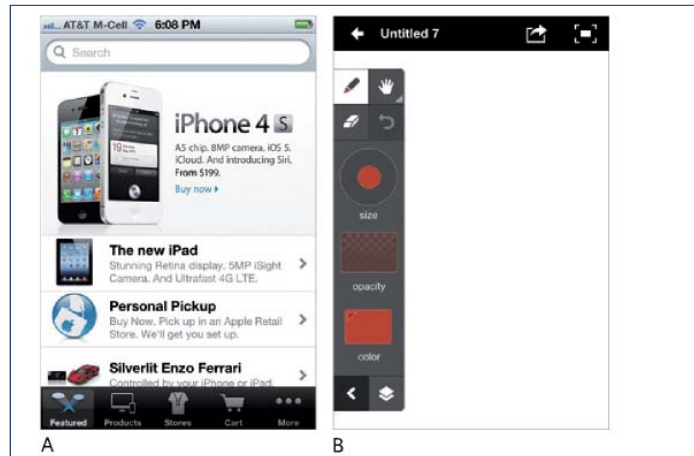 AT&T M-Cell 6:08 PM
Search
iPhone 4 S
A5 chip. 8MP camera. iOS 5.
iCloud. And introducing Siri.
From $199.
Buy now
The new iPad
Stunning Retina display. 5MP iSight
Camera. And Ultrafast 4G LTE.
Personal Pickup
Buy Now. Pick up in an Apple Retail
Store. We'll get you set up.
Silverlit Enzo Ferrari
Controlled by your iPhone or iPad.
Featured Products Stores Cart More
A
Untitled 7
size
opacity
color
B